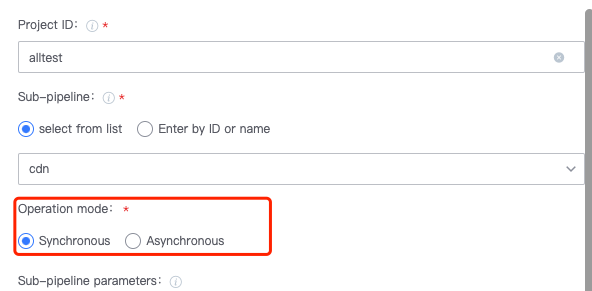 Project ID: *
alltest
Sub-pipeline: *
select from list Enter by ID or name
cdn
Operation mode: *
Synchronous Asynchronous
Sub-pipeline parameters: